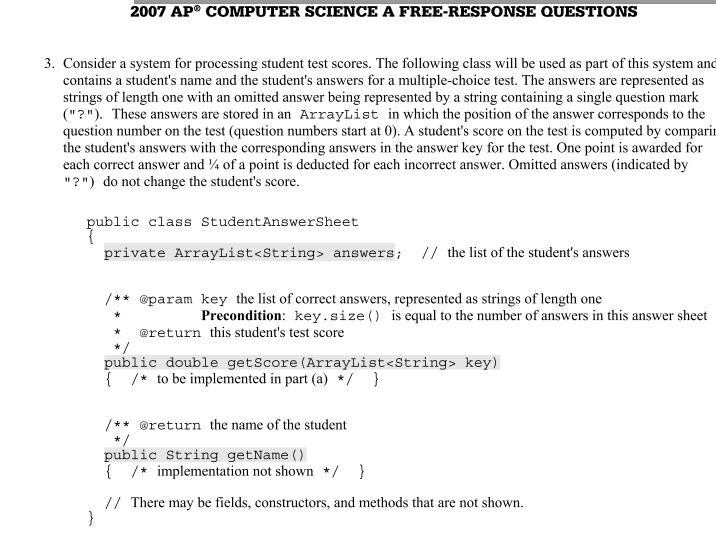 2007 AP® COMPUTER SCIENCE A FREE-RESPONSE QUESTIONS
3. Consider a system for processing student test scores. The following class will be used as part of this system and
contains a student's name and the student's answers for a multiple-choice test. The answers are represented as
strings of length one with an omitted answer being represented by a string containing a single question mark
("?"). These answers are stored in an ArrayList in which the position of the answer corresponds to the
question number on the test (question numbers start at 0). A student's score on the test is computed by compari
the student's answers with the corresponding answers in the answer key for the test. One point is awarded for
each correct answer and ¼ of a point is deducted for each incorrect answer. Omitted answers (indicated by
"?") do not change the student's score.
public class StudentAnswerSheet
{
private ArrayList<String> answers; // the list of the student's answers
/** @param key the list of correct answers, represented as strings of length one
* Precondition: key.size() is equal to the number of answers in this answer sheet
* @return this student's test score
*/
public double getScore(ArrayList<String> key)
{ /* to be implemented in part (a) */ }
/** @return the name of the student
*/
public String getName()
{ /* implementation not shown */ }
// There may be fields, constructors, and methods that are not shown.
}